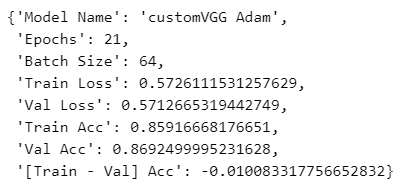 {'Model Name': 'customVGG Adam',
'Epochs': 21,
'Batch Size': 64,
'Train Loss': 0.5726111531257629,
'Val Loss': 0.5712665319442749,
'Train Acc': 0.85916668176651,
'Val Acc': 0.8692499995231628,
'[Train - Val] Acc': -0.010083317756652832}